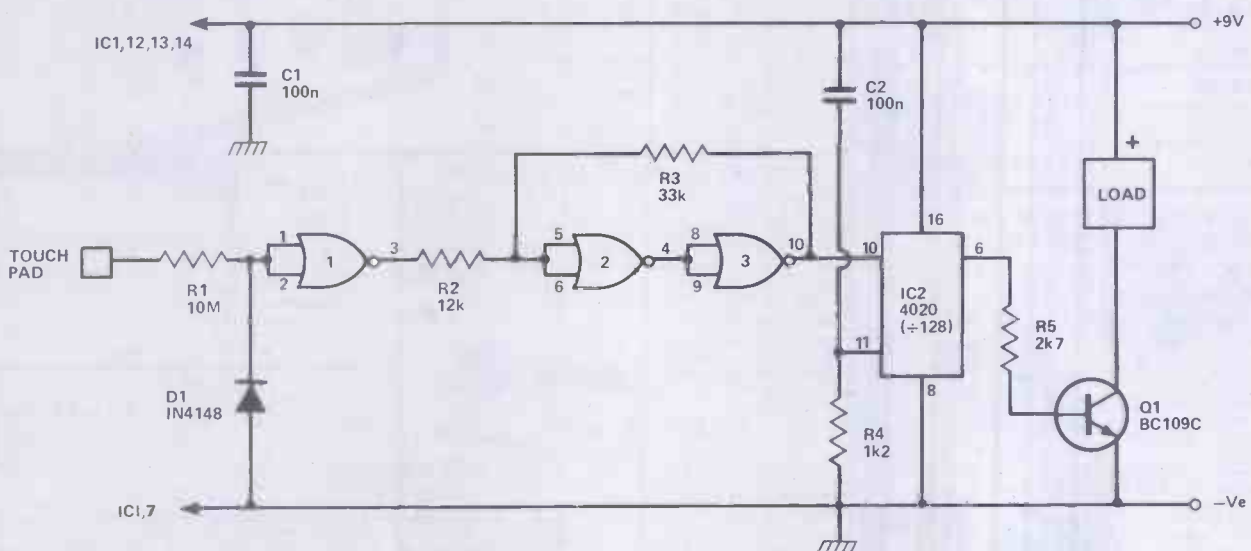 IC1,12,13,14
+9V
C1
100n
C2
100n
+
LOAD
R3
33k
16
TOUCH
PAD
R1
10M
1
2
1
3
R2
12k
5
6
2
4
8
9
3
10
10
IC2
4020
(÷128)
6
11
8
R5
2k7
D1
IN4148
R4
1k2
Q1
BC109C
ICI,7
–Ve